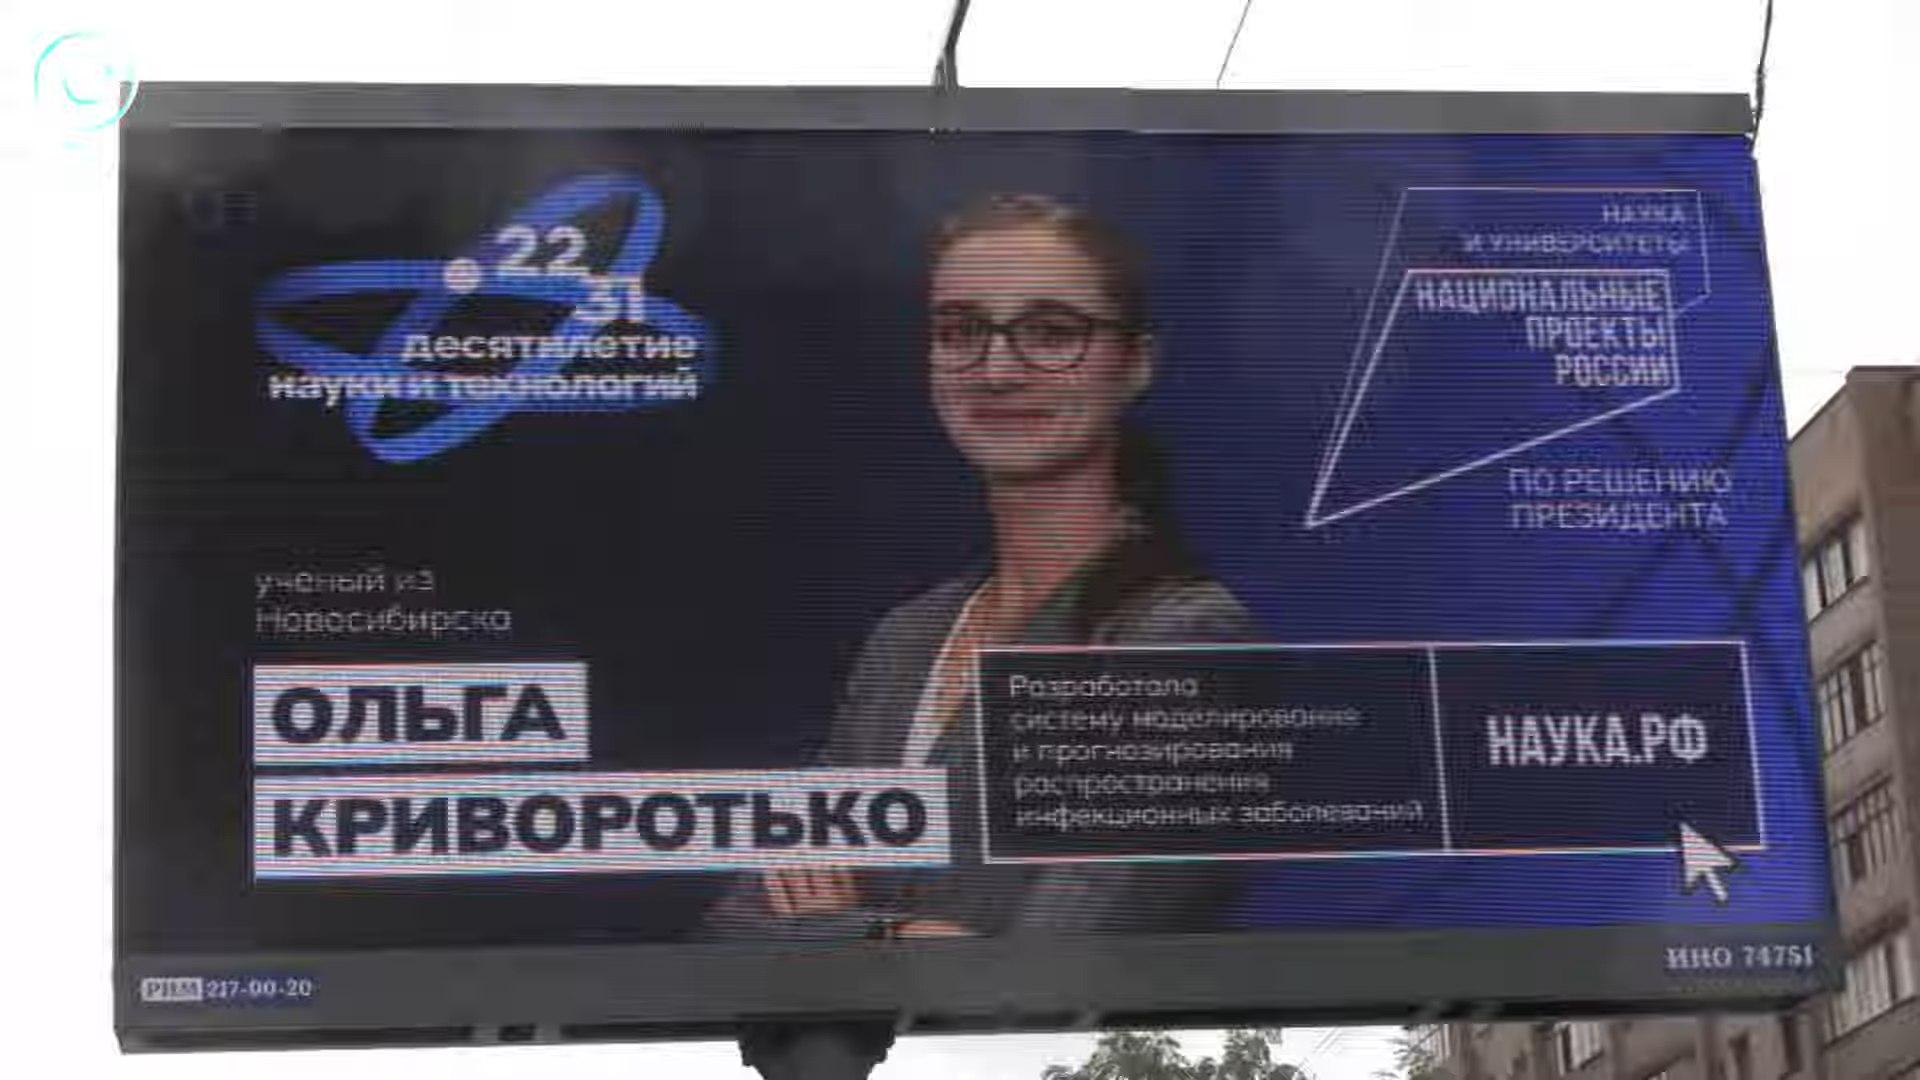 22
31
десятилетие
науки и технологий
НАУКА
И УНИВЕРСИТЕТЫ
НАЦИОНАЛЬНЫЕ
ПРОЕКТЫ
РОССИИ
ПО РЕШЕНИЮ
ПРЕЗИДЕНТА
учёный из
Новосибирска
ОЛЬГА
КРИВОРОТЬКО
Разработала
систему моделирования
и прогнозирования
распространения
инфекционных заболеваний
НАУКА.РФ
РИМ 217-00-20
ИНО 74751